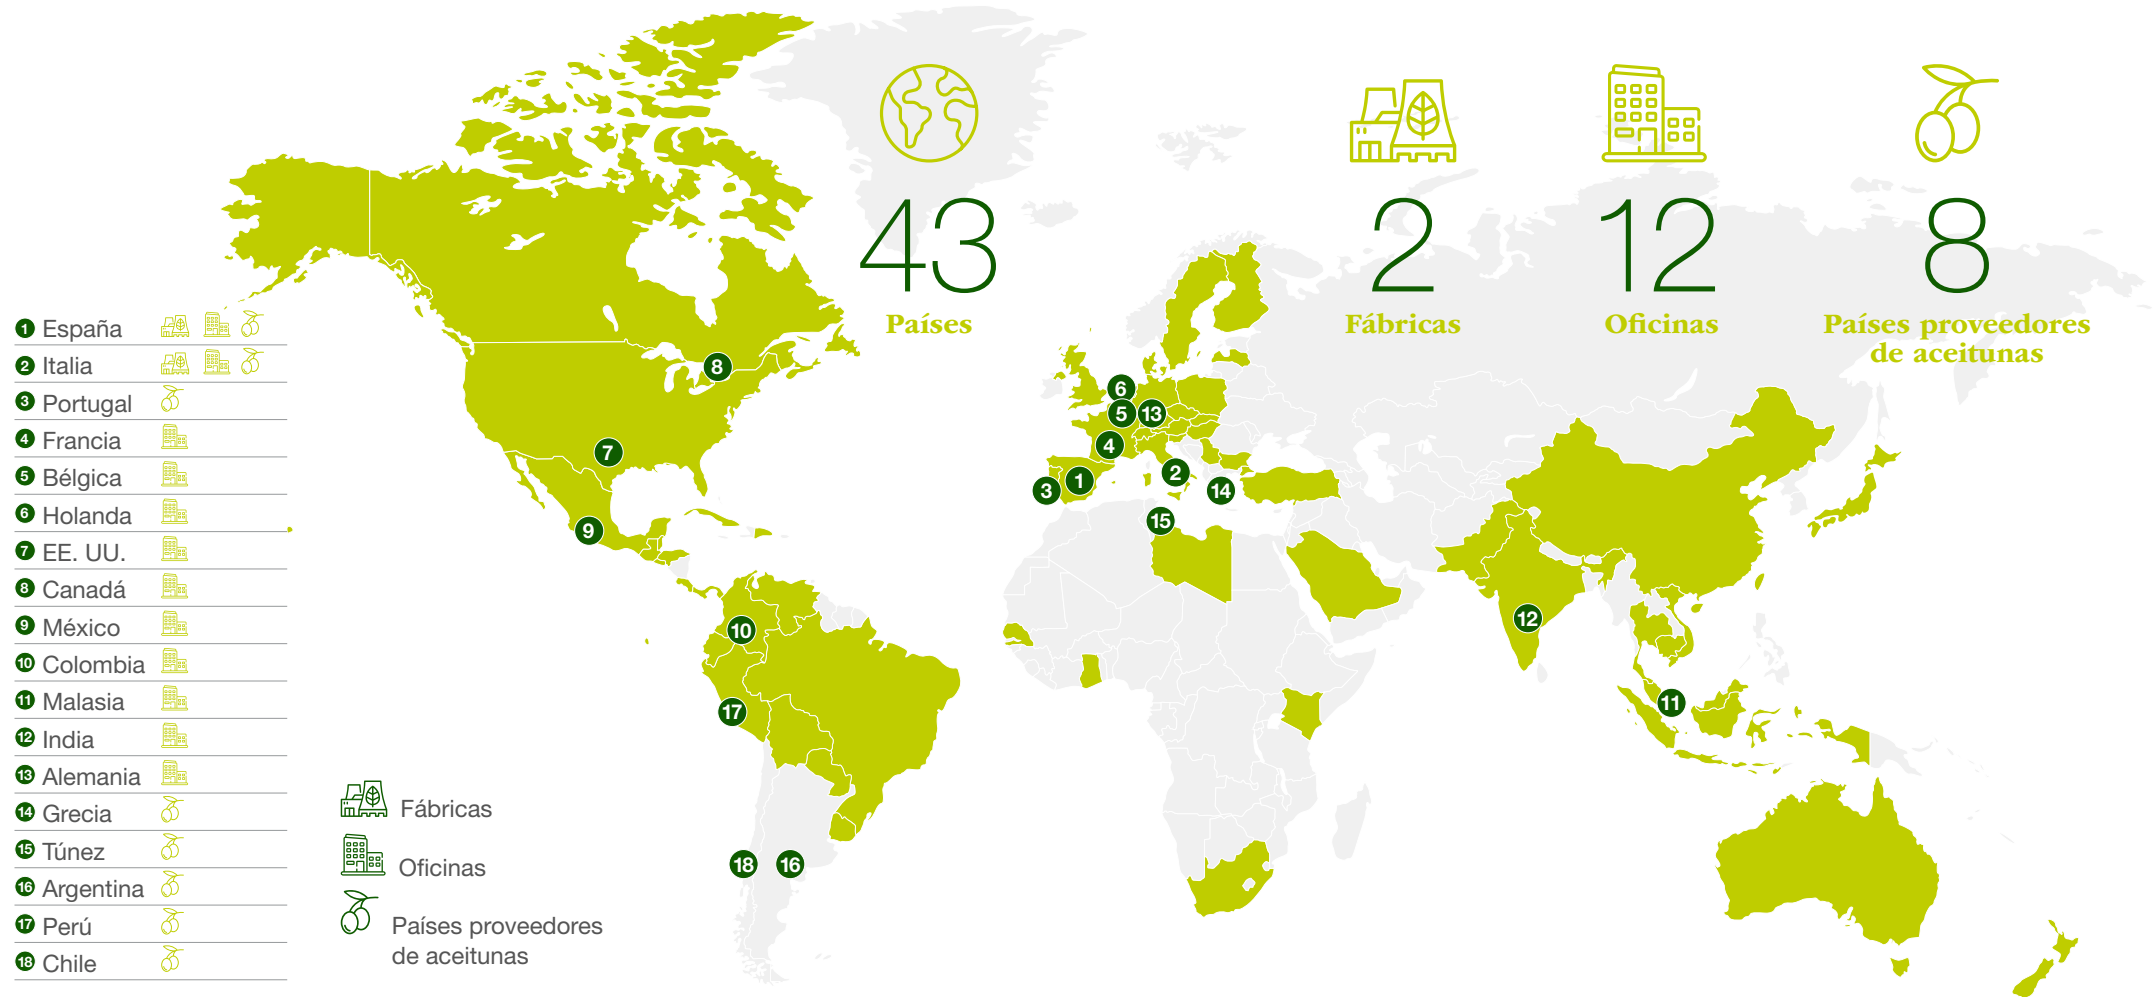 43
Países
2
Fábricas
12
Oficinas
8
Países proveedores
de aceitunas
1 España
2 Italia
3 Portugal
4 Francia
5 Bélgica
6 Holanda
7 EE. UU.
8 Canadá
9 México
10 Colombia
11 Malasia
12 India
13 Alemania
14 Grecia
15 Túnez
16 Argentina
17 Perú
18 Chile
Fábricas
Oficinas
Países proveedores
de aceitunas
8
6
5
13
4
7
2
1
3
14
9
15
12
10
11
17
18
16